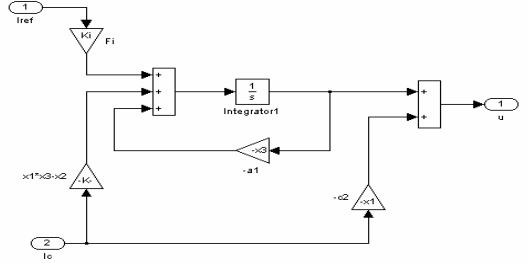 1
Iref
Ki
Fi
+
+
+
1
s
Integrator1
+
+
1
u
-x3
-a1
x1*x3-x2
-K-
-c2
-x1
2
Ic